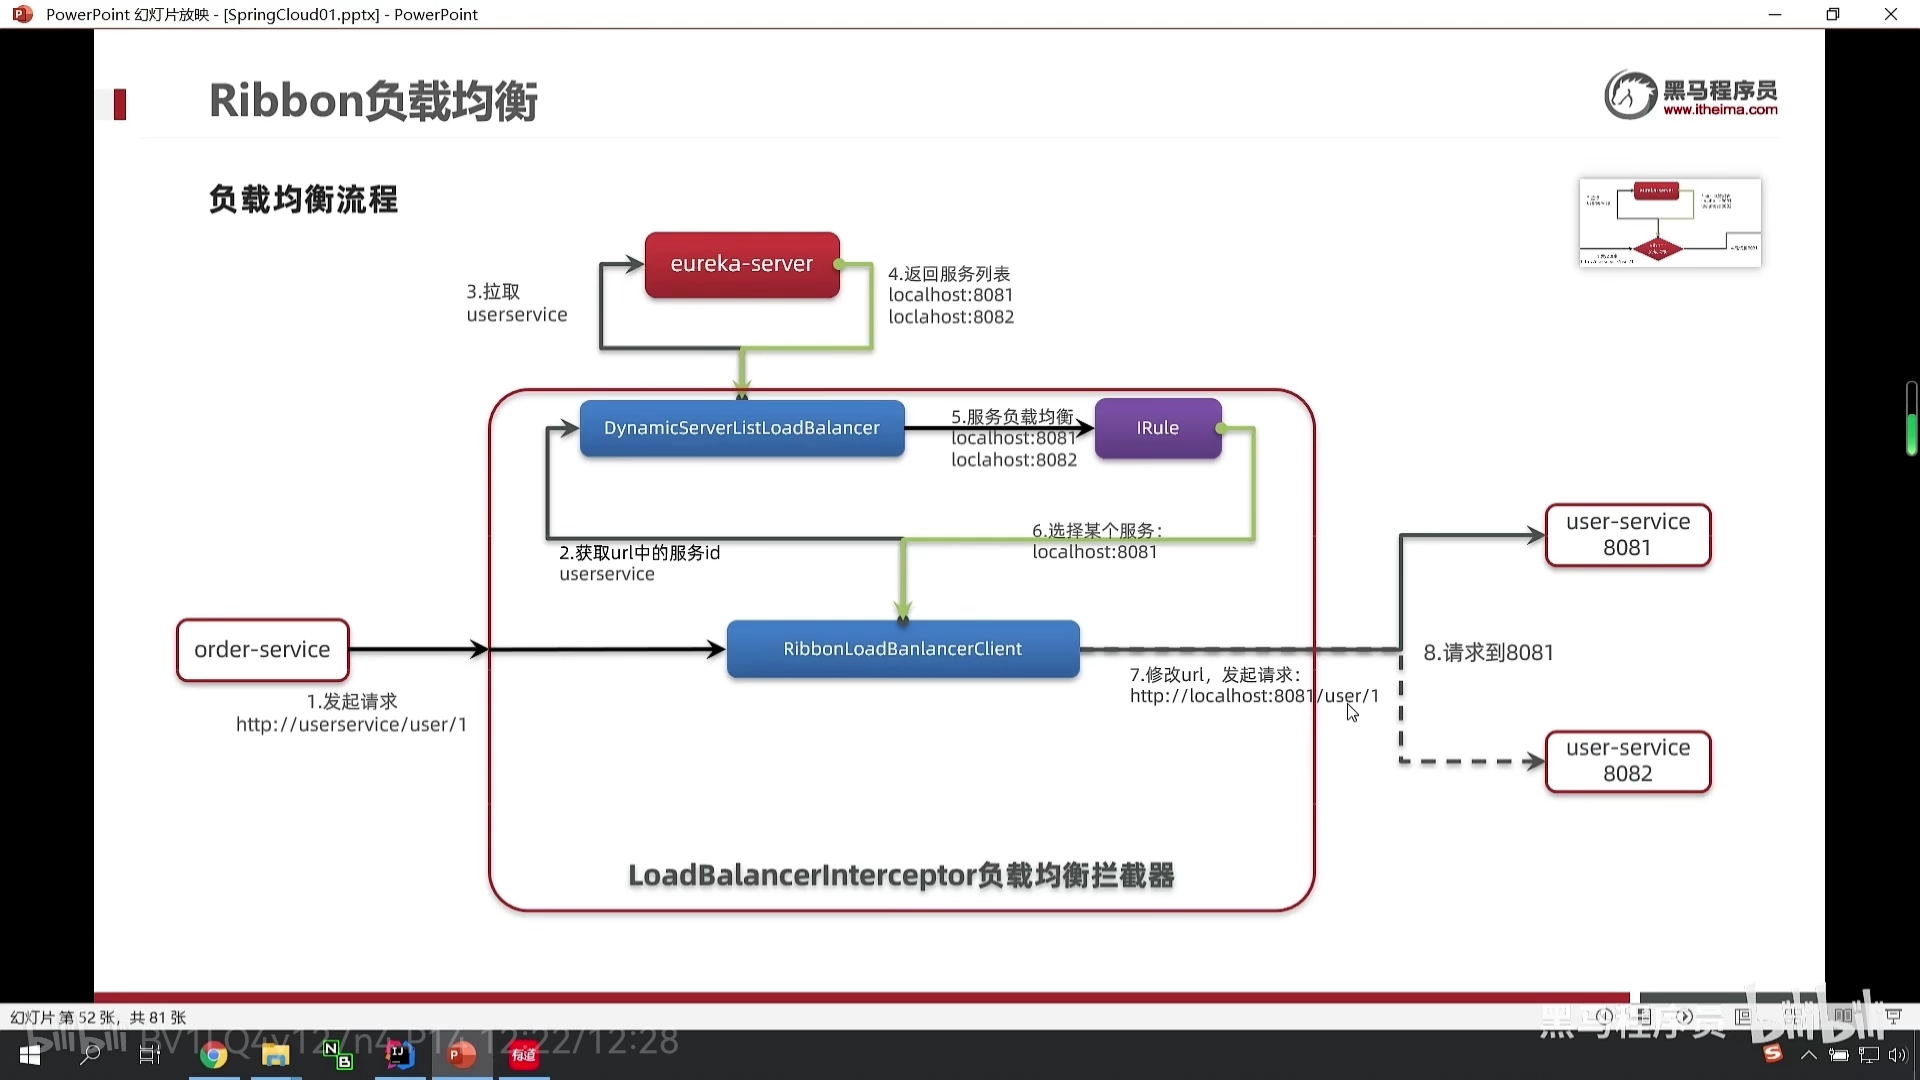 PowerPoint 幻灯片放映 - [SpringCloud01.pptx] - PowerPoint
Ribbon负载均衡
黑马程序员
www.itheima.com
负载均衡流程
eureka-server
3.拉取
userservice
4.返回服务列表
localhost:8081
loclahost:8082
DynamicServerListLoadBalancer
5.服务负载均衡
localhost:8081
loclahost:8082
IRule
2.获取url中的服务id
userservice
6.选择某个服务：
localhost:8081
user-service
8081
order-service
RibbonLoadBanlancerClient
1.发起请求
http://userservice/user/1
7.修改url，发起请求：
http://localhost:8081/user/1
8.请求到8081
user-service
8082
LoadBalancerInterceptor负载均衡拦截器
幻灯片 第 52 张，共 81 张
黑马程序员 bilibili
P14 12:22/12:28
有道